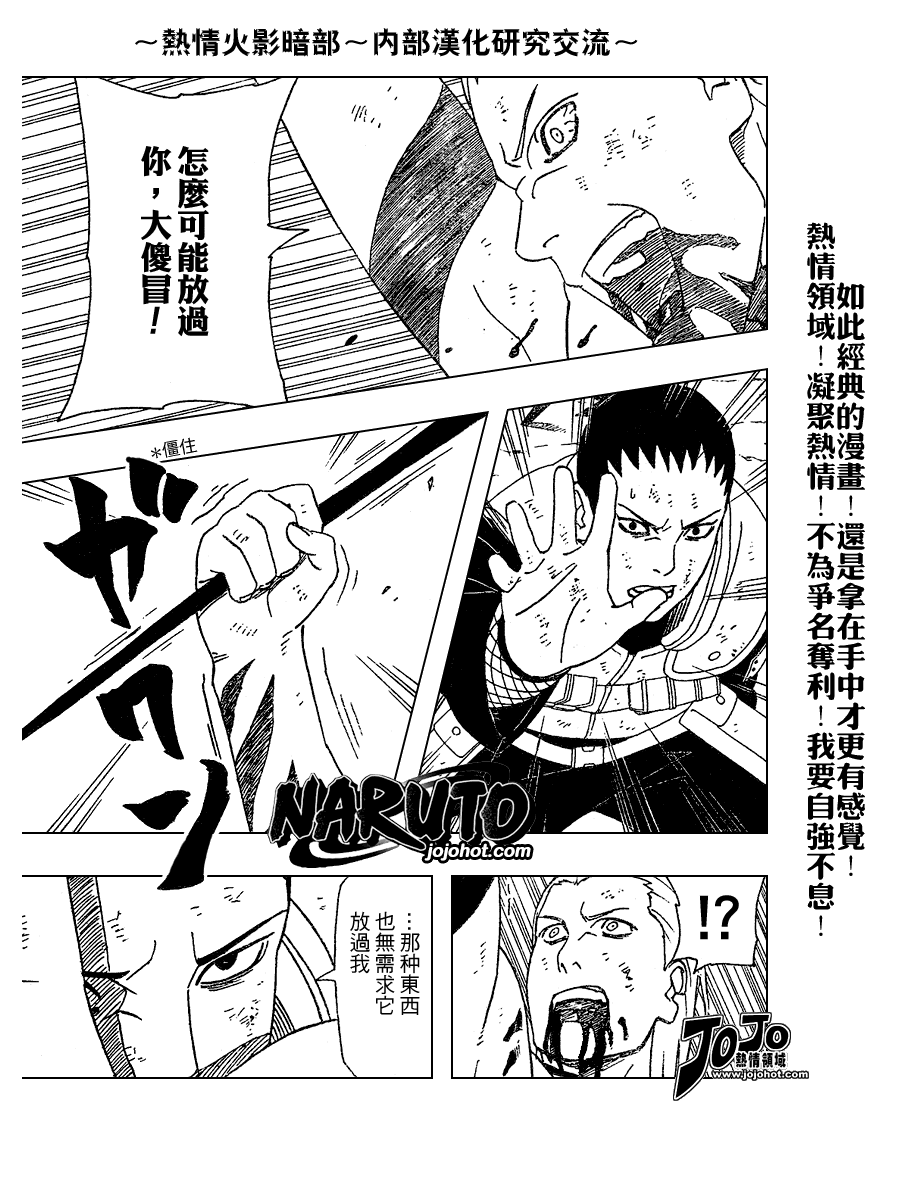 ～熱情火影暗部～內部漢化研究交流～
怎麼可能放過
你，大傻冒！
＊僵住
ガクン
NARUTO
jojohot.com
!?
…那种東西
也無需求它
放過我
JOJO
熱情領域
www.jojohot.com
如此經典的漫畫！還是拿在手中才更有感覺！
熱情領域！凝聚熱情！不為爭名奪利！我要自強不息！